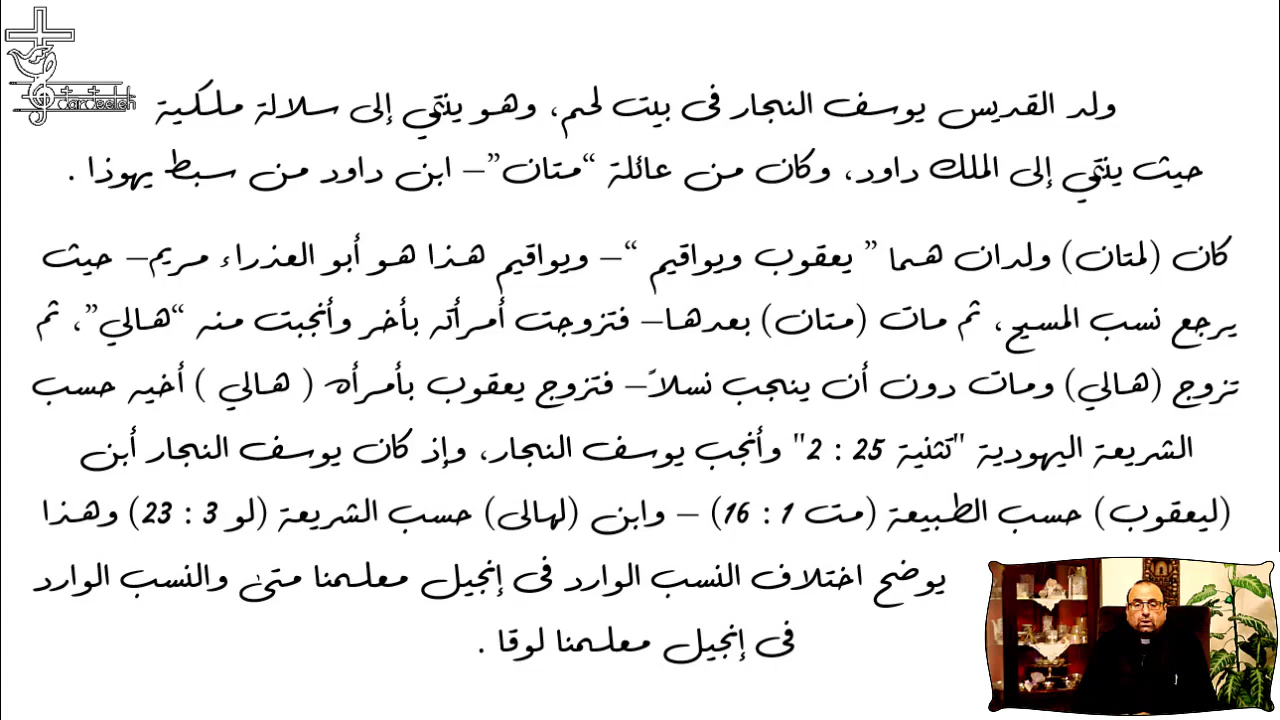 dardeeleh
ولد القديس يوسف النجار فى بيت لحم، وهو ينتمي إلى سلالة ملكية
حيث ينتمي إلى الملك داود، وكان من عائلة “متان”– ابن داود من سبط يهوذا .
كان (لمتان) ولدان هما ” يعقوب ويواقيم “– ويواقيم هذا هو أبو العذراء مريم– حيث
يرجع نسب المسيح، ثم مات (متان) بعدها– فتزوجت أمرأته بأخر وأنجبت منه “هالي”، ثم
تزوج (هالي) ومات دون أن ينجب نسلاً– فتزوج يعقوب بأمرأه ( هالي ) أخيه حسب
الشريعة اليهودية "تثنية 25 : 2" وأنجب يوسف النجار، وإذ كان يوسف النجار أبن
(ليعقوب) حسب الطبيعة (مت 1 : 16) – وابن (لهالى) حسب الشريعة (لو 3 : 23) وهذا
يوضح اختلاف النسب الوارد فى إنجيل معلمنا متىٰ والنسب الوارد
فى إنجيل معلمنا لوقا .